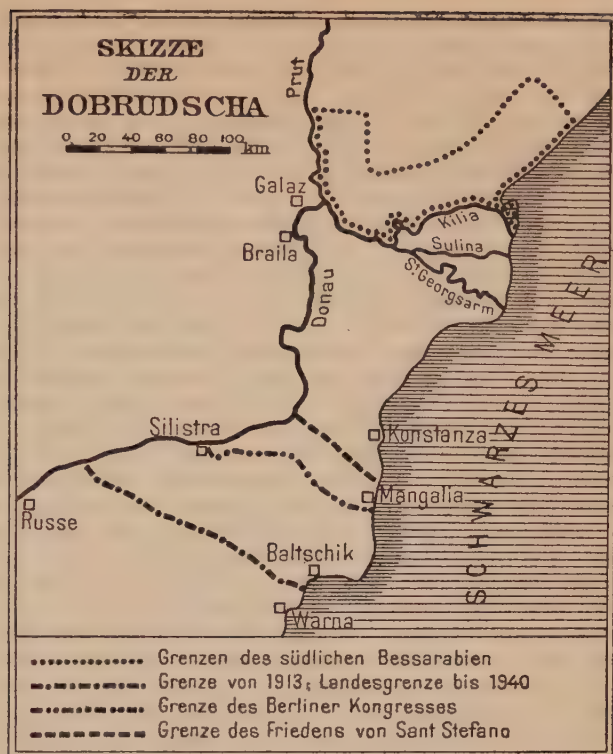 SKIZZE
DER
DOBRUDSCHA
0 20 40 60 80 100 km
Prut
Galaz
Braila
Kilia
Sulina
St. Georgsarm
Donau
SCHWARZES MEER
Silistra
Konstanza
Mangalia
Russe
Baltschik
Warna
Grenzen des südlichen Bessarabien
Grenze von 1913; Landesgrenze bis 1940
Grenze des Berliner Kongresses
Grenze des Friedens von Sant Stefano